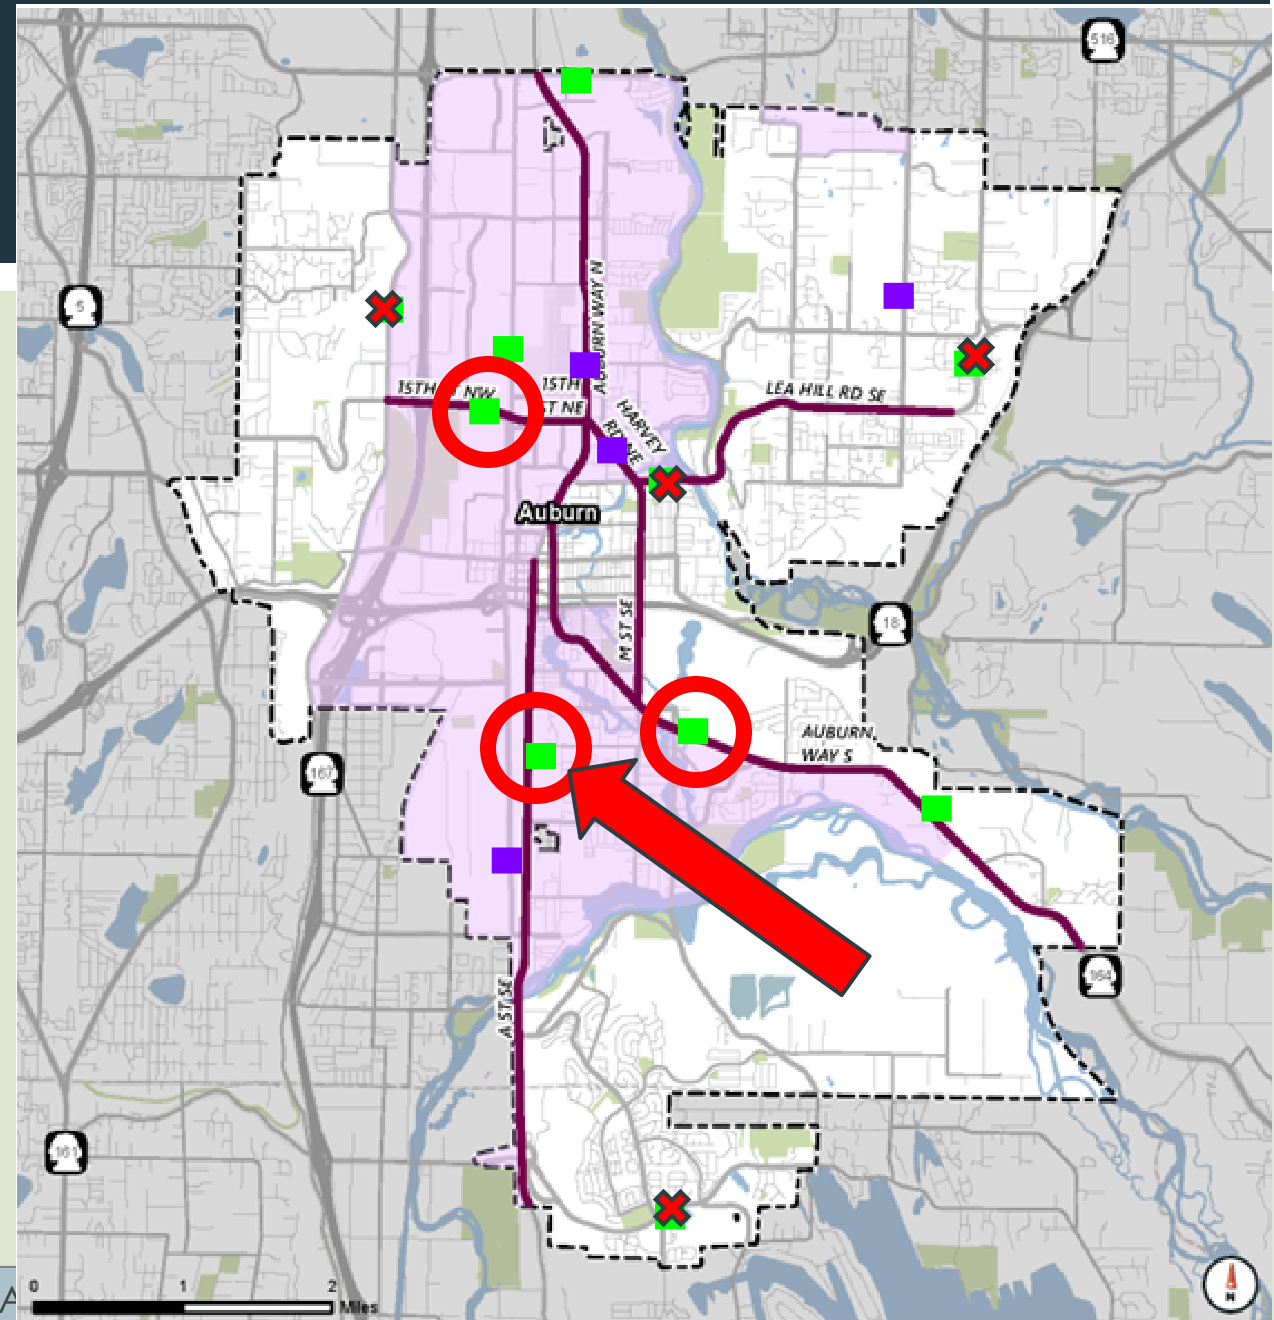 516
5
AUBURN WAY N
15TH ST NW
15TH
ST NE
HARVEY
RD NE
LEA HILL RD SE
Auburn
M ST SE
18
167
AUBURN
WAY S
164
A ST SE
161
0 1 2
Miles
N
A